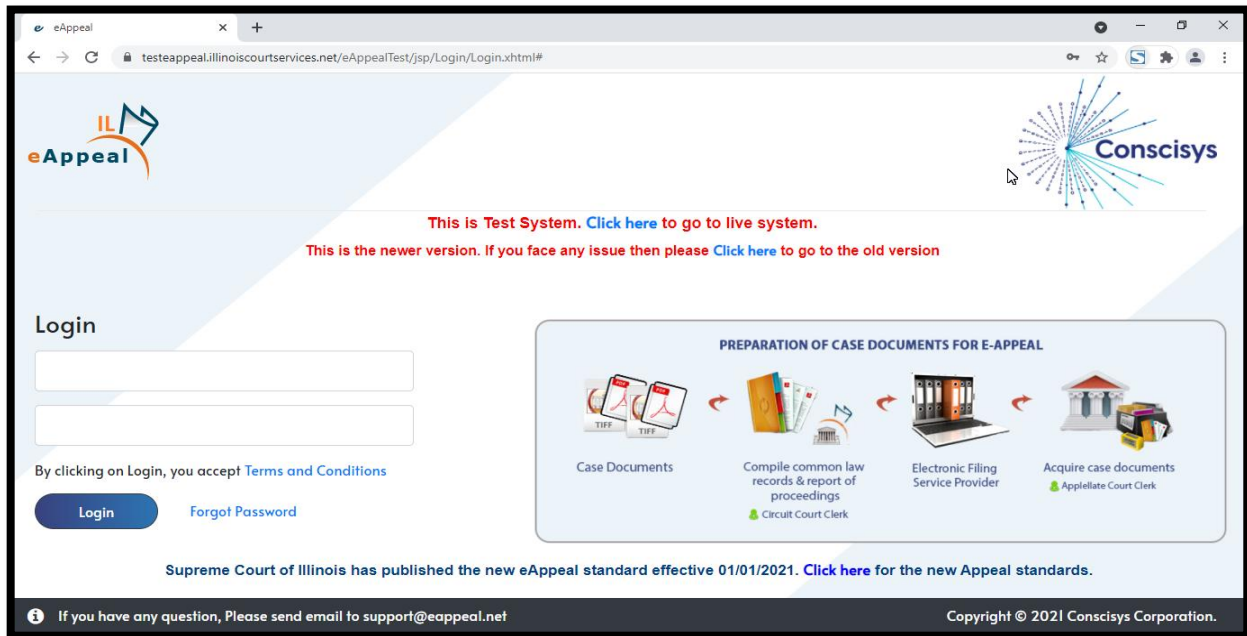 eAppeal
testeappeal.illinoiscourtservices.net/eAppealTest/jsp/Login/Login.xhtml#
IL
eAppeal
Conscisys
This is Test System. Click here to go to live system.
This is the newer version. If you face any issue then please Click here to go to the old version
Login
By clicking on Login, you accept Terms and Conditions
Login Forgot Password
PREPARATION OF CASE DOCUMENTS FOR E-APPEAL
PDF PDF
TIFF TIFF
Case Documents
Compile common law
records & report of
proceedings
Circuit Court Clerk
Electronic Filing
Service Provider
Acquire case documents
Applellate Court Clerk
Supreme Court of Illinois has published the new eAppeal standard effective 01/01/2021. Click here for the new Appeal standards.
If you have any question, Please send email to support@eappeal.net
Copyright © 2021 Conscisys Corporation.